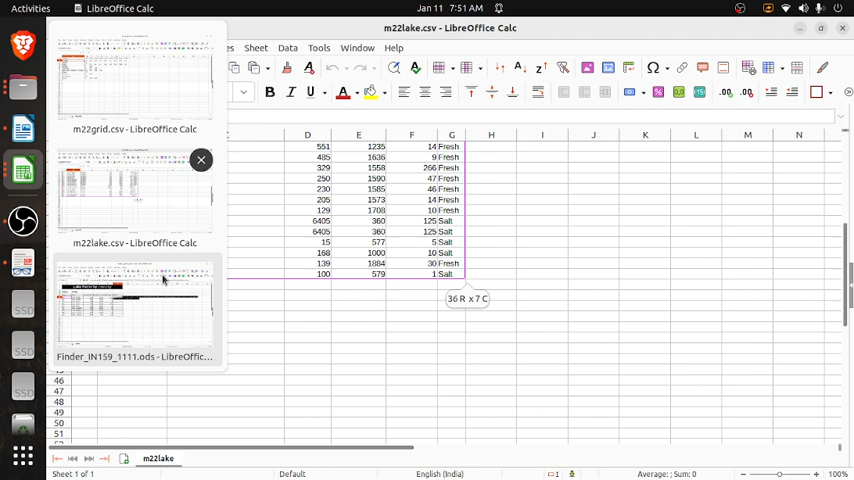 Activities
LibreOffice Calc
Jan 11 7:51 AM
m22lake.csv - LibreOffice Calc
Sheet Data Tools Window Help
m22grid.csv - LibreOffice Calc
m22lake.csv - LibreOffice Calc
Finder_IN159_1111.ods - LibreOffic...
D E F G H I J K L M N
551 1235 14 Fresh
485 1636 9 Fresh
329 1558 266 Fresh
250 1590 47 Fresh
230 1585 46 Fresh
205 1573 14 Fresh
129 1708 10 Fresh
6405 360 125 Salt
6405 360 125 Salt
15 577 5 Salt
168 1000 10 Salt
139 1884 30 Fresh
100 579 1 Salt
36 R x 7 C
46
47
48
49
50
51
m22lake
Sheet 1 of 1
Default
English (India)
Average: ; Sum: 0
100%